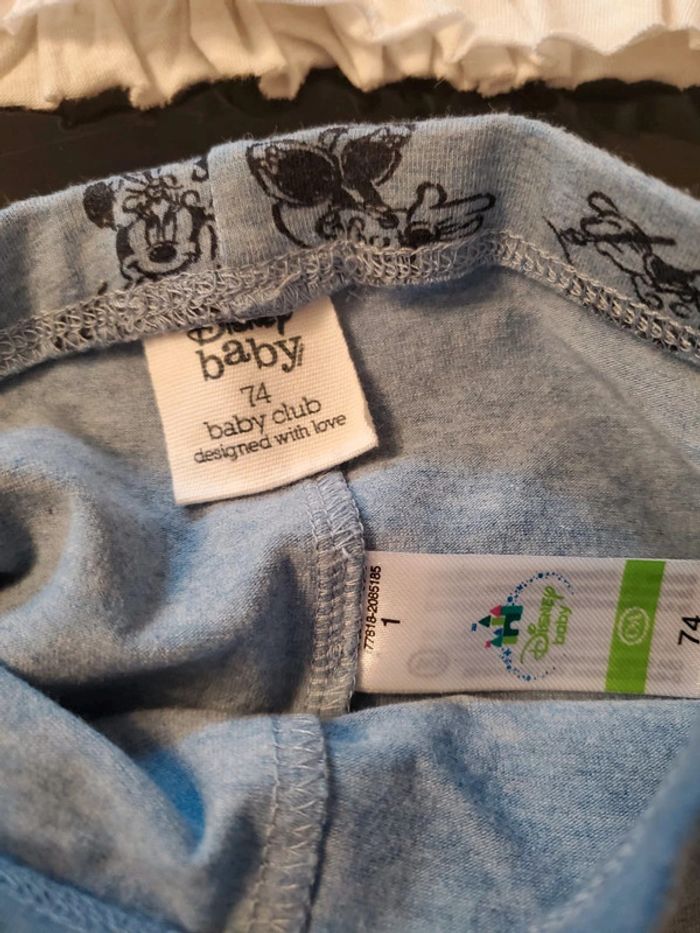 Disney
baby
74
baby club
designed with love
77818-2085185
1
Disney
baby
74